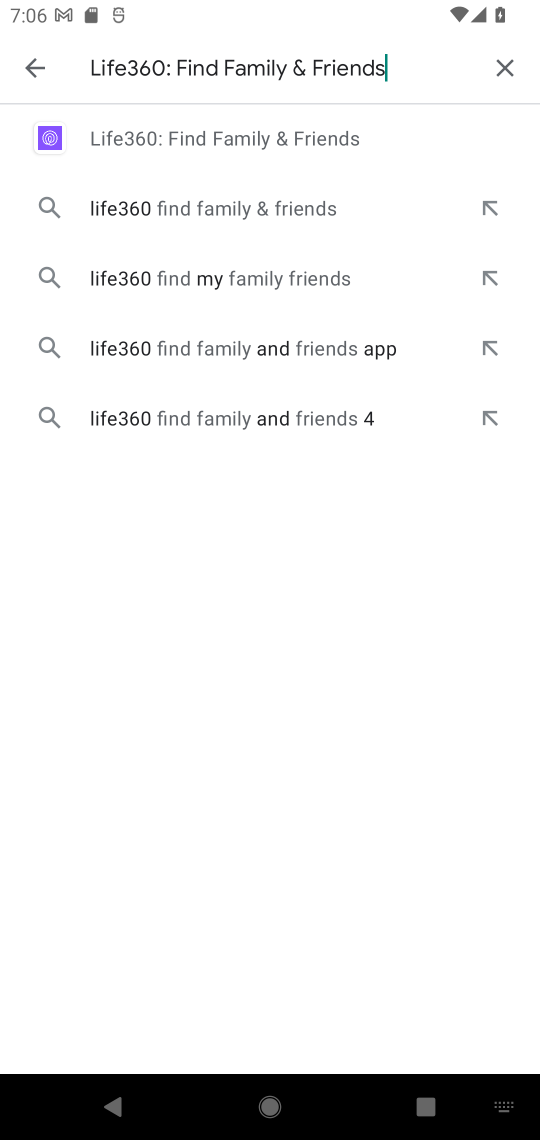 7:06
Life360: Find Family & Friends
Life360: Find Family & Friends
life360 find family & friends
life360 find my family friends
life360 find family and friends app
life360 find family and friends 4